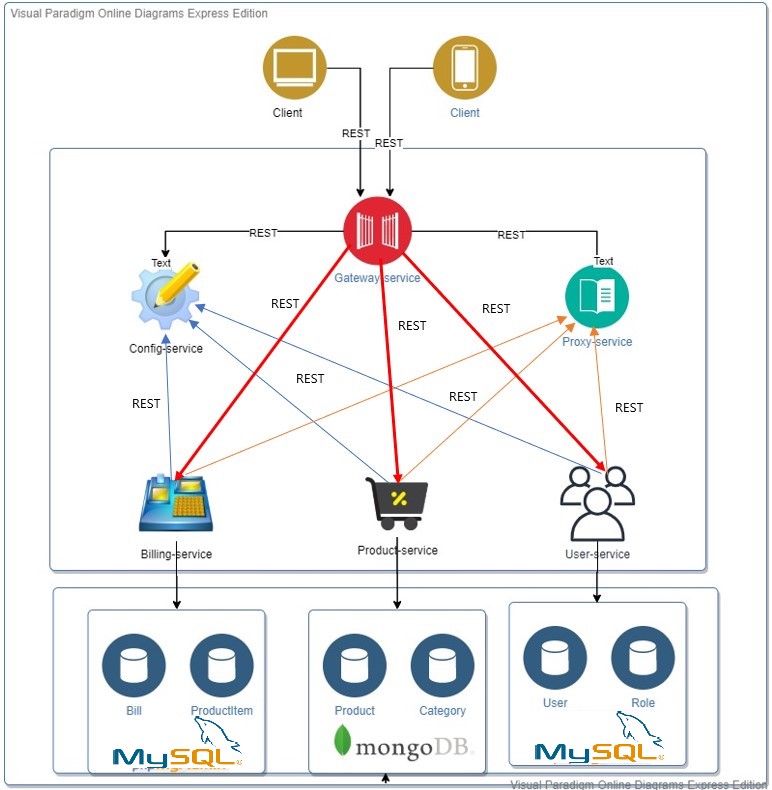 Visual Paradigm Online Diagrams Express Edition
Client
Client
REST
REST
REST
REST
Text
Text
Gateway-service
Config-service
Proxy-service
REST
REST
REST
REST
REST
REST
REST
Billing-service
Product-service
User-service
Bill
ProductItem
Product
Category
User
Role
MySQL
mongoDB
MySQL
Visual Paradigm Online Diagrams Express Edition